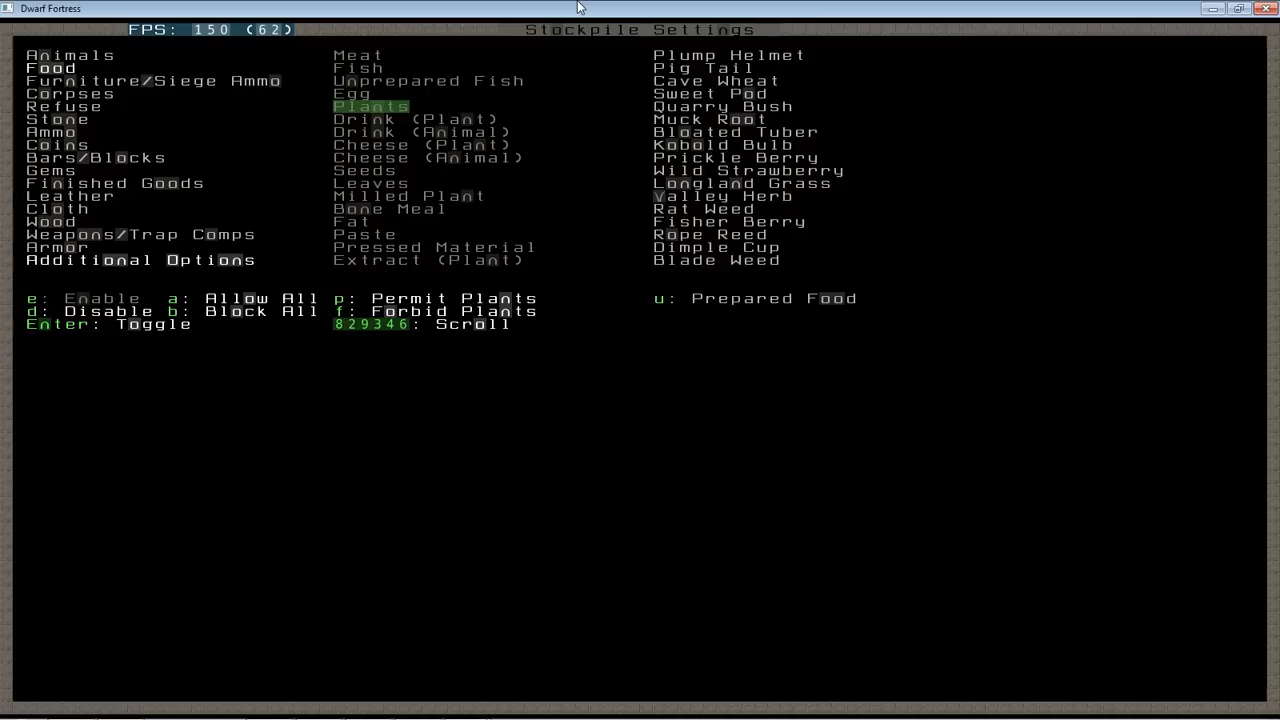 Dwarf Fortress
FPS: 150 (62) Stockpile Settings
Animals Meat Plump Helmet
Food Fish Pig Tail
Furniture/Siege Ammo Unprepared Fish Cave Wheat
Corpses Egg Sweet Pod
Refuse Plants Quarry Bush
Stone Drink (Plant) Muck Root
Ammo Drink (Animal) Bloated Tuber
Coins Cheese (Plant) Kobold Bulb
Bars/Blocks Cheese (Animal) Prickle Berry
Gems Seeds Wild Strawberry
Finished Goods Leaves Longland Grass
Leather Milled Plant Valley Herb
Cloth Bone Meal Rat Weed
Wood Fat Fisher Berry
Weapons/Trap Comps Paste Rope Reed
Armor Pressed Material Dimple Cup
Additional Options Extract (Plant) Blade Weed
e: Enable a: Allow All p: Permit Plants u: Prepared Food
d: Disable b: Block All f: Forbid Plants
Enter: Toggle 829346: Scroll